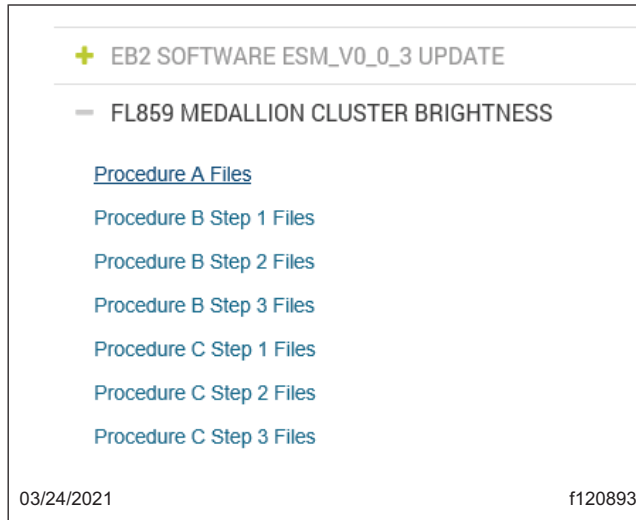 EB2 SOFTWARE ESM_V0_0_3 UPDATE
FL859 MEDALLION CLUSTER BRIGHTNESS
Procedure A Files
Procedure B Step 1 Files
Procedure B Step 2 Files
Procedure B Step 3 Files
Procedure C Step 1 Files
Procedure C Step 2 Files
Procedure C Step 3 Files
03/24/2021 f120893